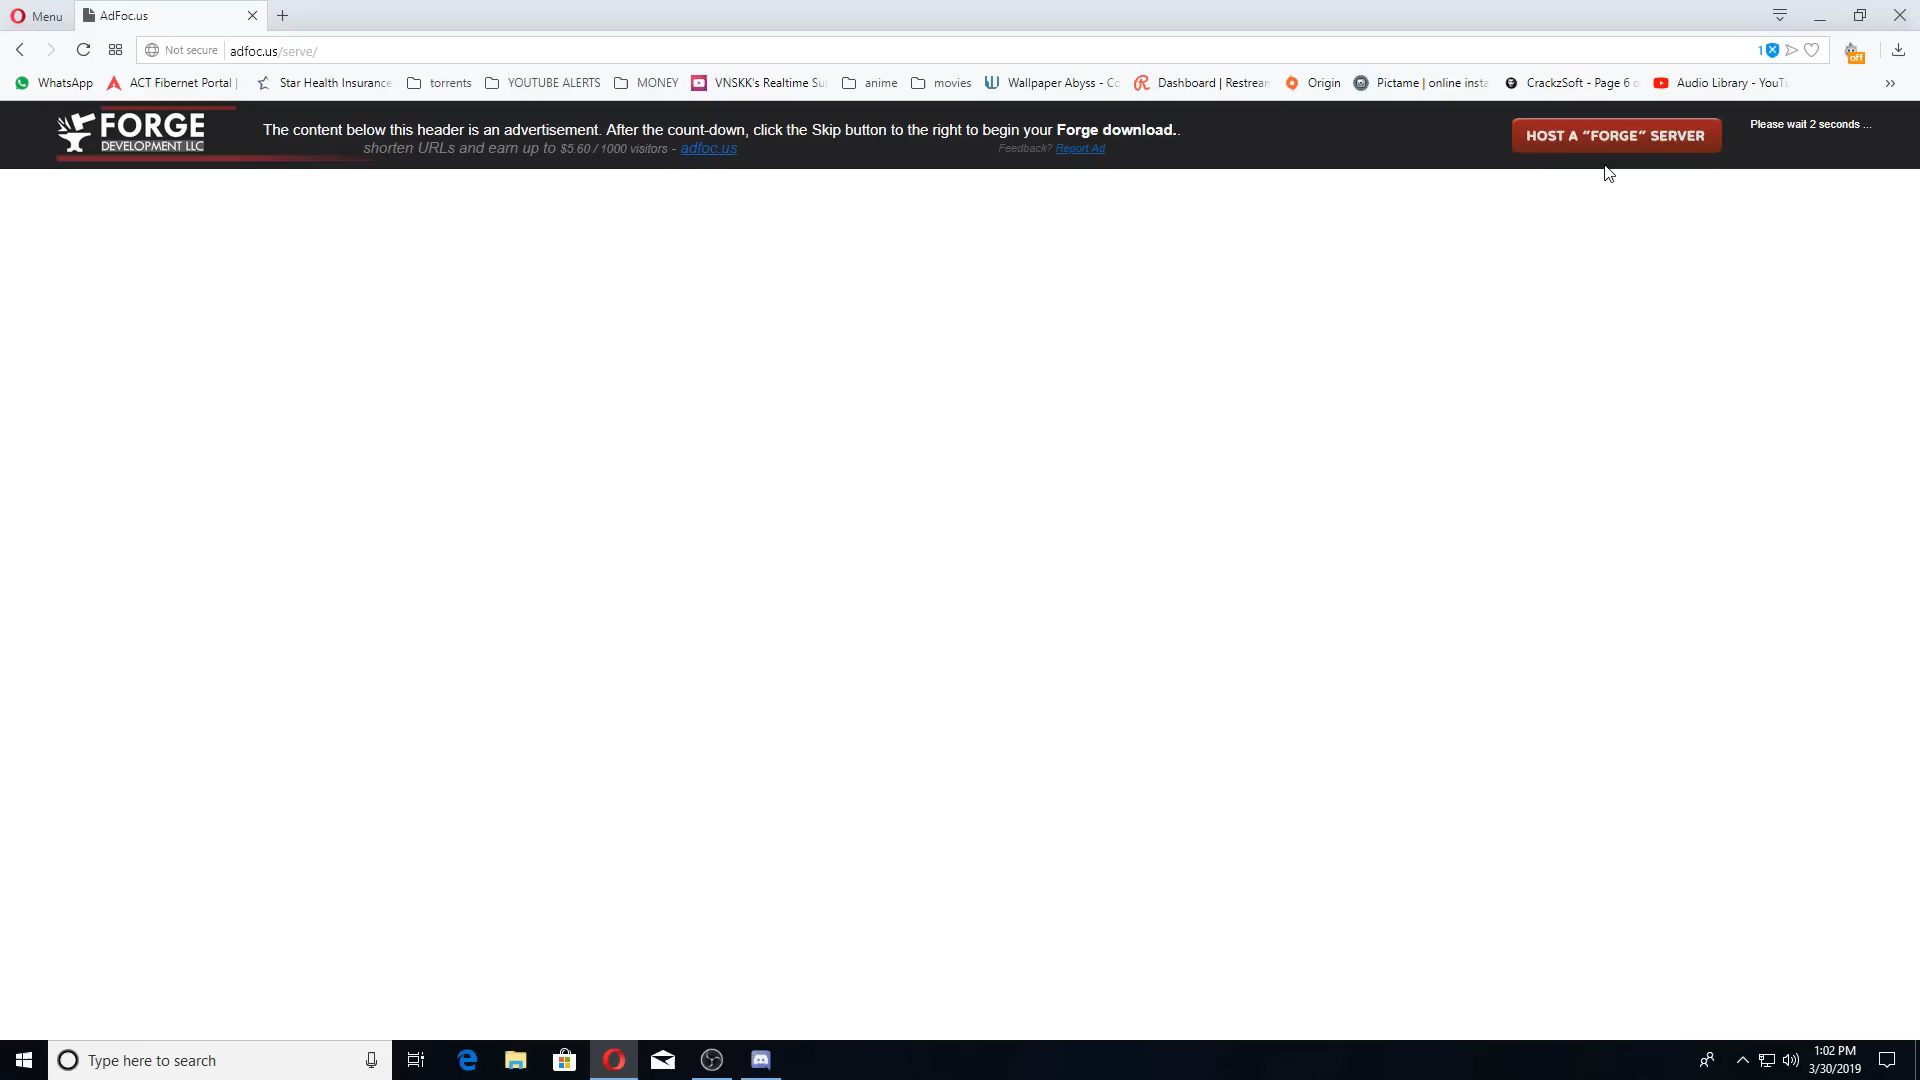 Menu
AdFoc.us
Not secure adfoc.us/serve/
1
off
WhatsApp
ACT Fibernet Portal |
Star Health Insurance
torrents
YOUTUBE ALERTS
MONEY
VNSKK's Realtime Su
anime
movies
Wallpaper Abyss - Co
Dashboard | Restream
Origin
Pictame | online insta
CrackzSoft - Page 6 o
Audio Library - YouTu
FORGE
DEVELOPMENT LLC
The content below this header is an advertisement. After the count-down, click the Skip button to the right to begin your Forge download..
shorten URLs and earn up to $5.60 / 1000 visitors - adfoc.us
Feedback? Report Ad
HOST A "FORGE" SERVER
Please wait 2 seconds ...
Type here to search
1:02 PM
3/30/2019